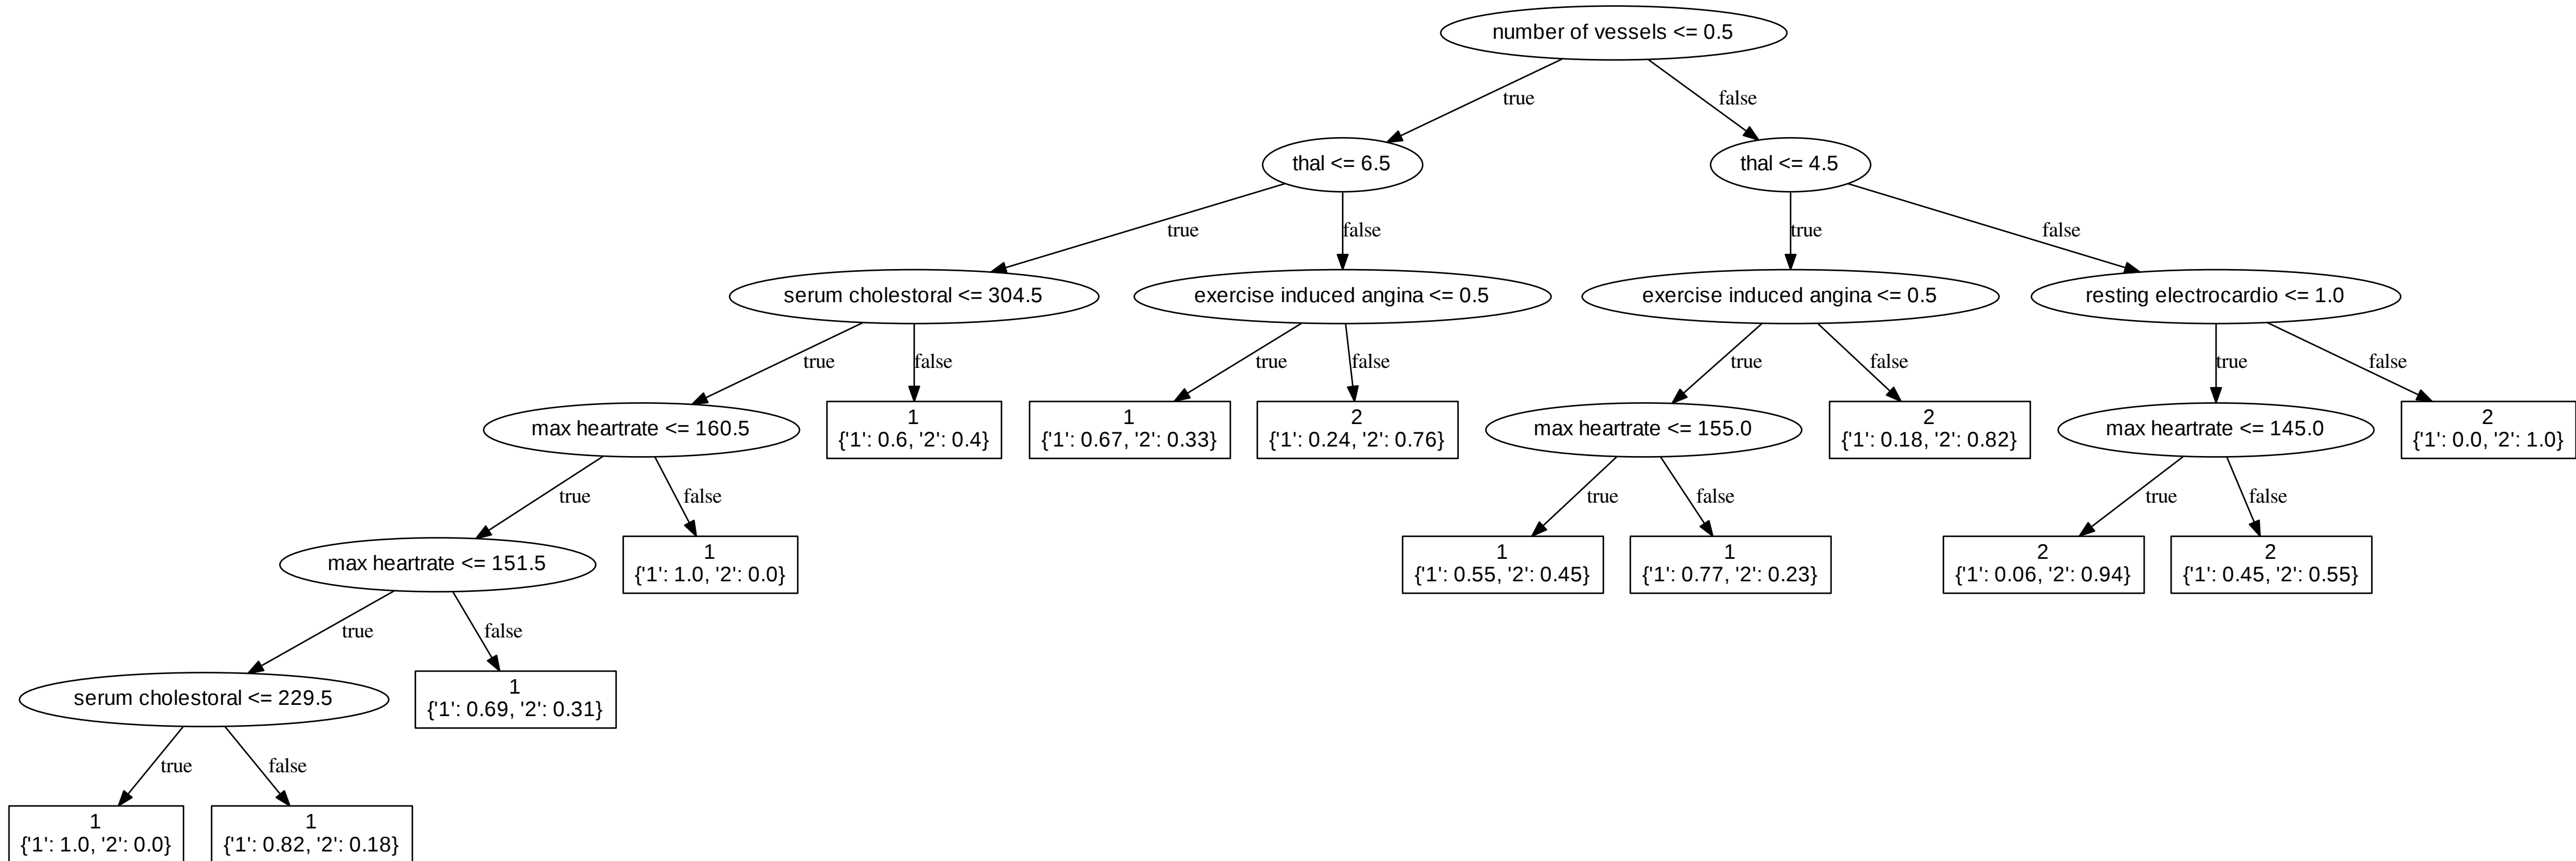 number of vessels <= 0.5
true
false
thal <= 6.5
thal <= 4.5
true
false
true
false
serum cholestoral <= 304.5
exercise induced angina <= 0.5
exercise induced angina <= 0.5
resting electrocardio <= 1.0
true
false
true
false
true
false
true
false
max heartrate <= 160.5
1
{'1': 0.6, '2': 0.4}
1
{'1': 0.67, '2': 0.33}
2
{'1': 0.24, '2': 0.76}
max heartrate <= 155.0
2
{'1': 0.18, '2': 0.82}
max heartrate <= 145.0
2
{'1': 0.0, '2': 1.0}
true
false
true
false
true
false
max heartrate <= 151.5
1
{'1': 1.0, '2': 0.0}
1
{'1': 0.55, '2': 0.45}
1
{'1': 0.77, '2': 0.23}
2
{'1': 0.06, '2': 0.94}
2
{'1': 0.45, '2': 0.55}
true
false
serum cholestoral <= 229.5
1
{'1': 0.69, '2': 0.31}
true
false
1
{'1': 1.0, '2': 0.0}
1
{'1': 0.82, '2': 0.18}